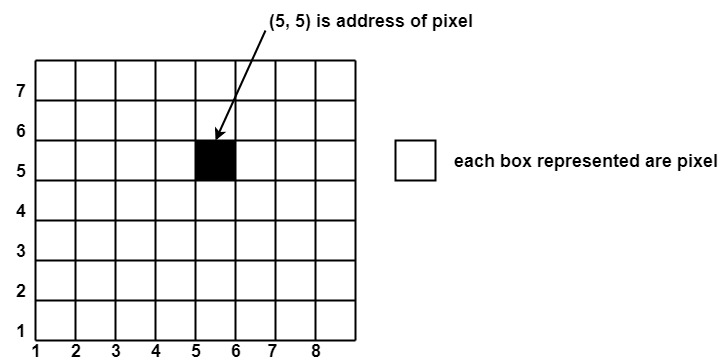 (5, 5) is address of pixel
7
6
5
each box represented are pixel
4
3
2
1
1 2 3 4 5 6 7 8